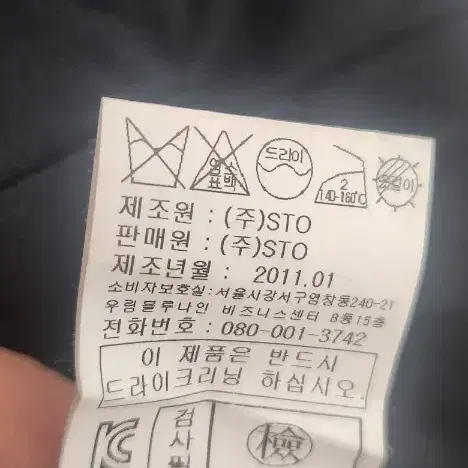 염소
표백
드라이
2
140-160℃
옷걸이
제조원 : (주)STO
판매원 : (주)STO
제조년월 : 2011.01
소비자보호실:서울시강서구염창동240-21
우림블루나인 비즈니스센터 B동15층
전화번호 : 080-001-3742
이 제품은 반드시
드라이크리닝 하십시오.
검사필
檢